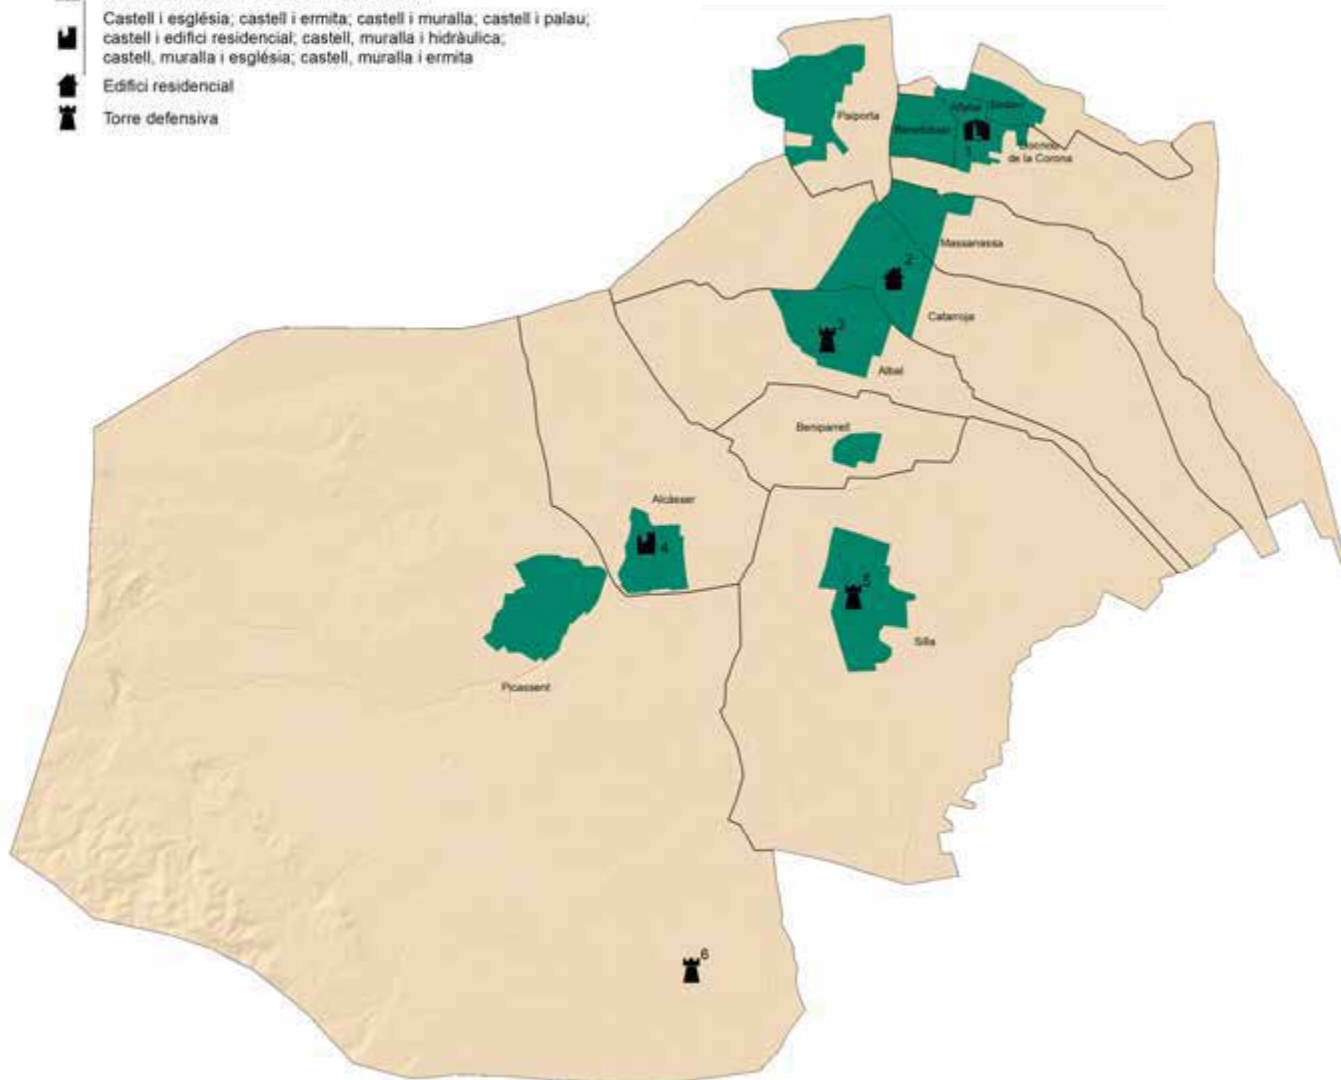 Castell i església; castell i ermita; castell i muralla; castell i palau;
castell i edifici residencial; castell, muralla i hidràulica;
castell, muralla i església; castell, muralla i ermita
Edifici residencial
Torre defensiva
Paiporta
Alfafar Sedaví
Benetússer
1
de la Corona
Massanassa
2
Catarroja
3
Albal
Beniparrell
Alcàsser
4
5
Silla
Picassent
6